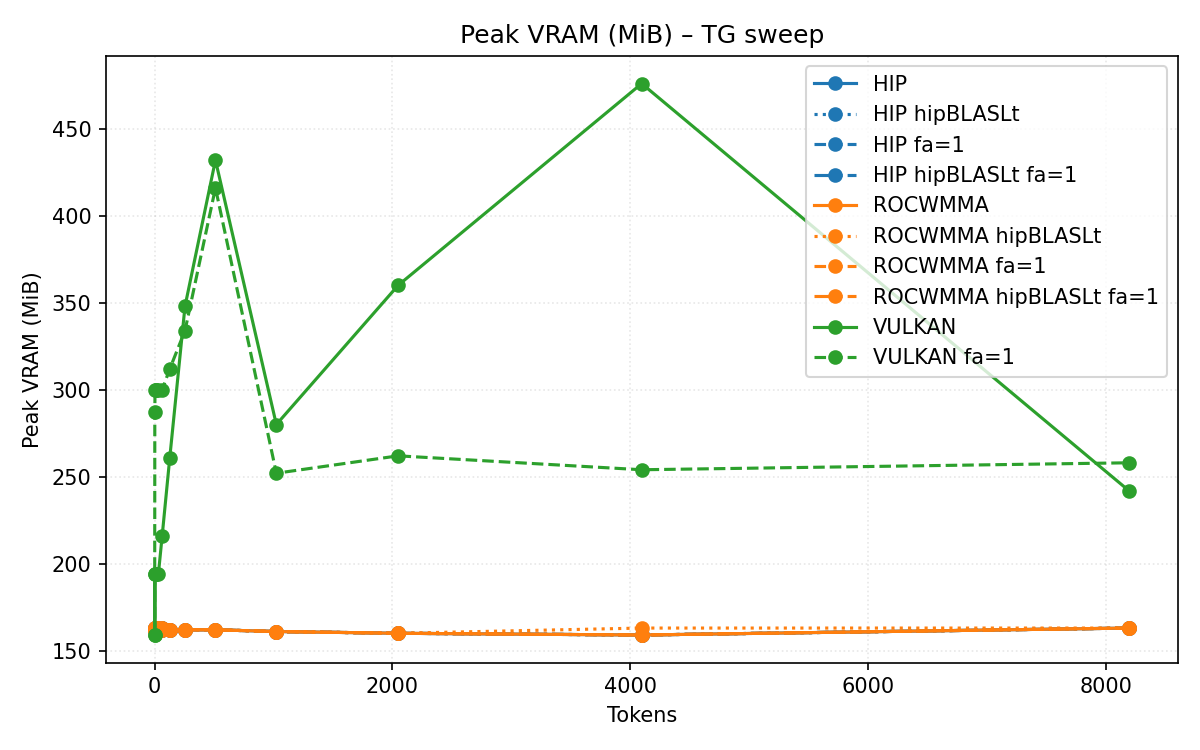 Peak VRAM (MiB) – TG sweep
Peak VRAM (MiB)
450
400
350
300
250
200
150
HIP
HIP hipBLASLt
HIP fa=1
HIP hipBLASLt fa=1
ROCWMMA
ROCWMMA hipBLASLt
ROCWMMA fa=1
ROCWMMA hipBLASLt fa=1
VULKAN
VULKAN fa=1
0 2000 4000 6000 8000
Tokens